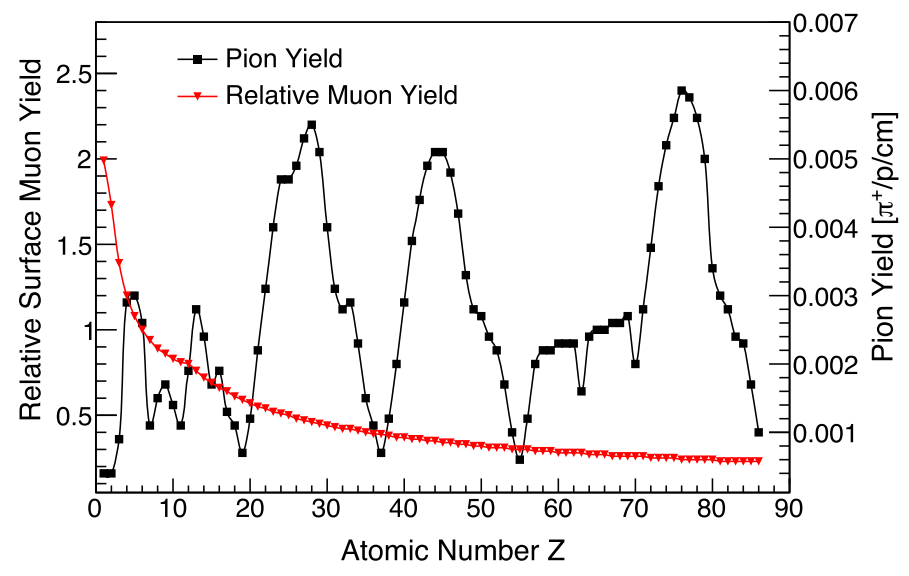 Relative Surface Muon Yield
2.5
2
1.5
1
0.5
Pion Yield
Relative Muon Yield
0.007
0.006
0.005
0.004
0.003
0.002
0.001
Pion Yield [π⁺/p/cm]
0 10 20 30 40 50 60 70 80 90
Atomic Number Z